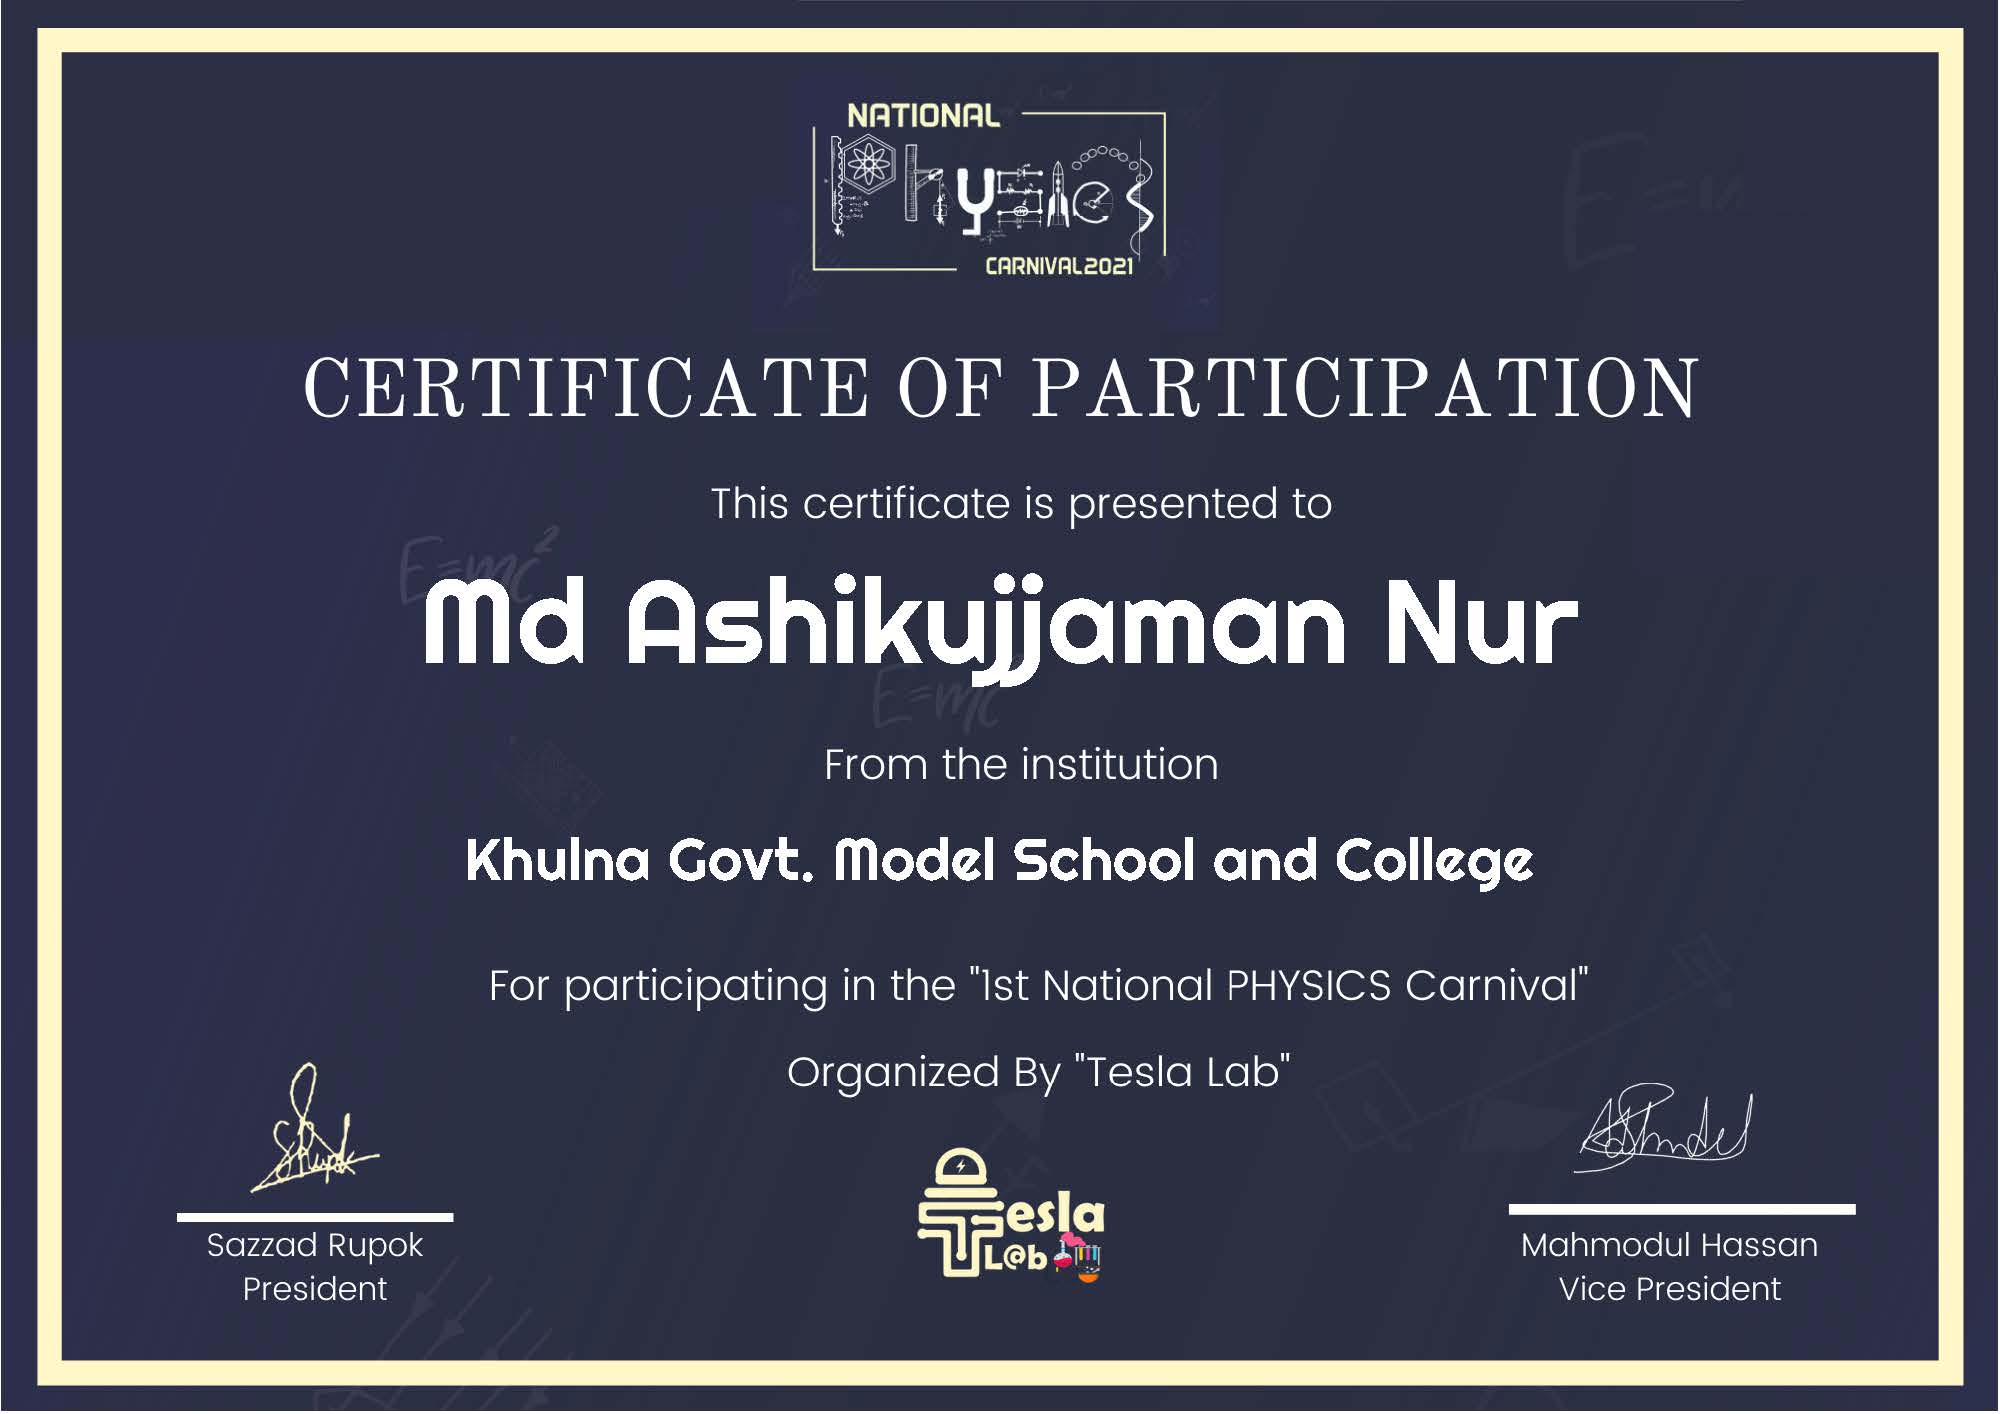 NATIONAL
Physics
CARNIVAL2021
CERTIFICATE OF PARTICIPATION
This certificate is presented to
E=mc²
Md Ashikujjaman Nur
E=mc
From the institution
Khulna Govt. Model School and College
For participating in the "1st National PHYSICS Carnival"
Organized By "Tesla Lab"
Tesla
L@b
Sazzad Rupok
President
Mahmodul Hassan
Vice President